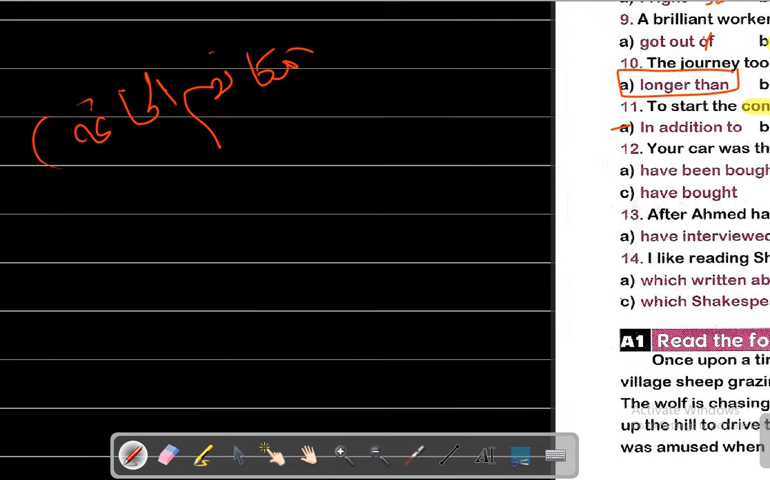 9. A brilliant worker
a) got out of b
10. The journey too
a) longer than b
11. To start the con
a) In addition to b
12. Your car was th
a) have been bough
c) have bought
13. After Ahmed ha
a) have interviewed
14. I like reading Sh
a) which written ab
c) which Shakespe
A1 Read the fo
Once upon a tin
village sheep grazin
The wolf is chasing
Activate Windows
up the hill to drive t
was amused when